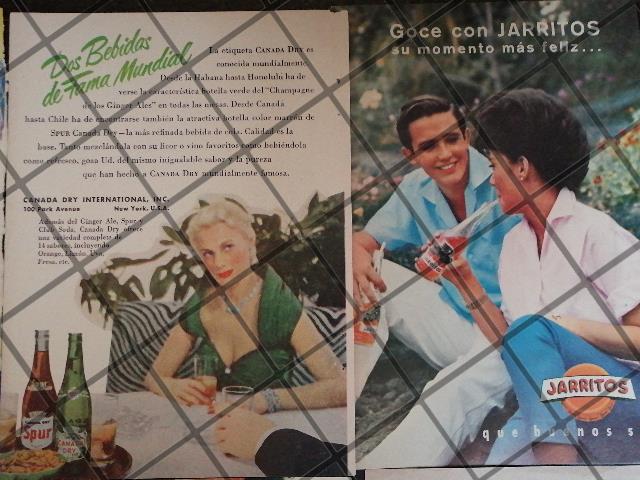 Dos Bebidas
de Fama Mundial
La etiqueta CANADA DRY es
conocida mundialmente.
Desde la Habana hasta Honolulú ha de
verse la característica botella verde del "Champagne
de los Ginger Ales" en todas las mesas. Desde Canadá
hasta Chile ha de encontrarse también la atractiva botella color marrón de
SPUR Canada Dry—la más refinada bebida de cola. Calidad es la
base. Tanto mezclándola con su licor o vino favoritos como bebiéndola
como refresco, goza Ud. del mismo inigualable sabor y la pureza
que han hecho a CANADA DRY mundialmente famosa.
CANADA DRY INTERNATIONAL, INC.
100 Park Avenue New York, U.S.A.
Además del Ginger Ale, Spur y
Club Soda, Canada Dry ofrece
una variedad completa de
14 sabores, incluyendo
Orange, Limón, Uva,
Fresa, etc.
Spur
CANADA
DRY
Goce con JARRITOS
su momento más feliz...
JARRITOS
que buenos s